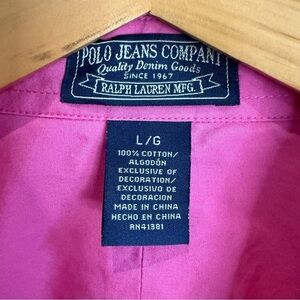 POLO JEANS COMPANY
Quality Denim Goods
SINCE 1967
RALPH LAUREN MFG.
L/G
100% COTTON/
ALGODÓN
EXCLUSIVE OF
DECORATION/
EXCLUSIVO DE
DECORACION
MADE IN CHINA
HECHO EN CHINA
RN41381